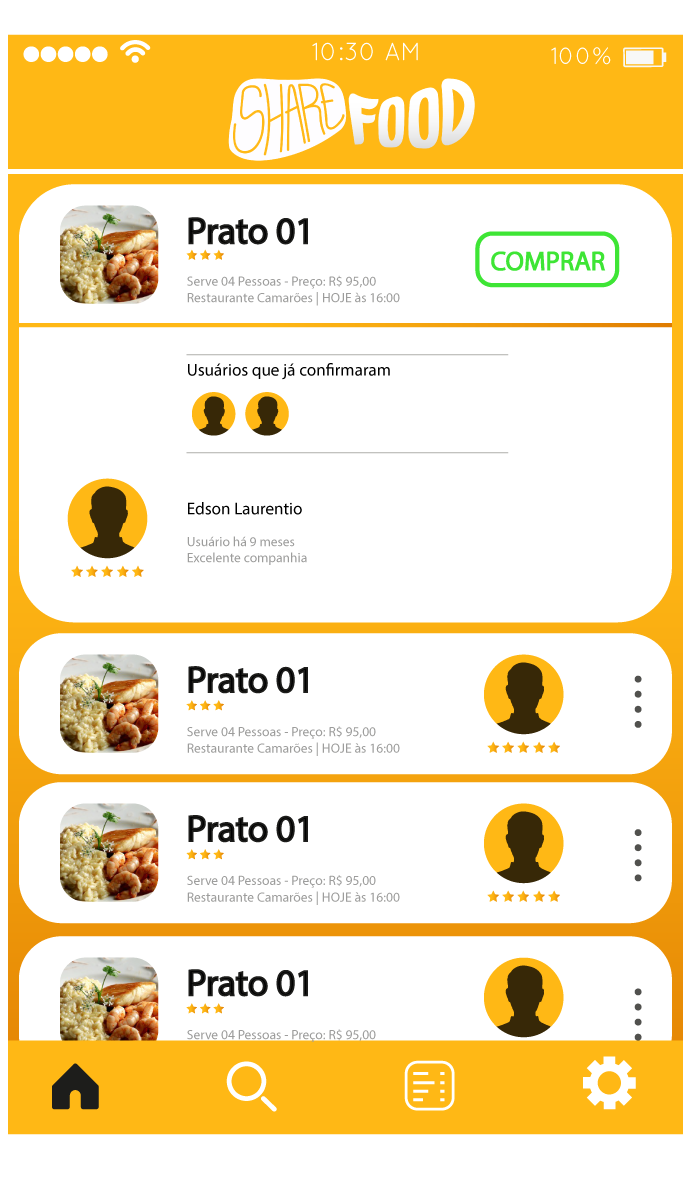 10:30 AM
100%
SHARE FOOD
Prato 01
COMPRAR
Serve 04 Pessoas - Preço: R$ 95,00
Restaurante Camarões | HOJE às 16:00
Usuários que já confirmaram
Edson Laurentio
Usuário há 9 meses
Excelente companhia
Prato 01
Serve 04 Pessoas - Preço: R$ 95,00
Restaurante Camarões | HOJE às 16:00
Prato 01
Serve 04 Pessoas - Preço: R$ 95,00
Restaurante Camarões | HOJE às 16:00
Prato 01
Serve 04 Pessoas - Preço: R$ 95,00